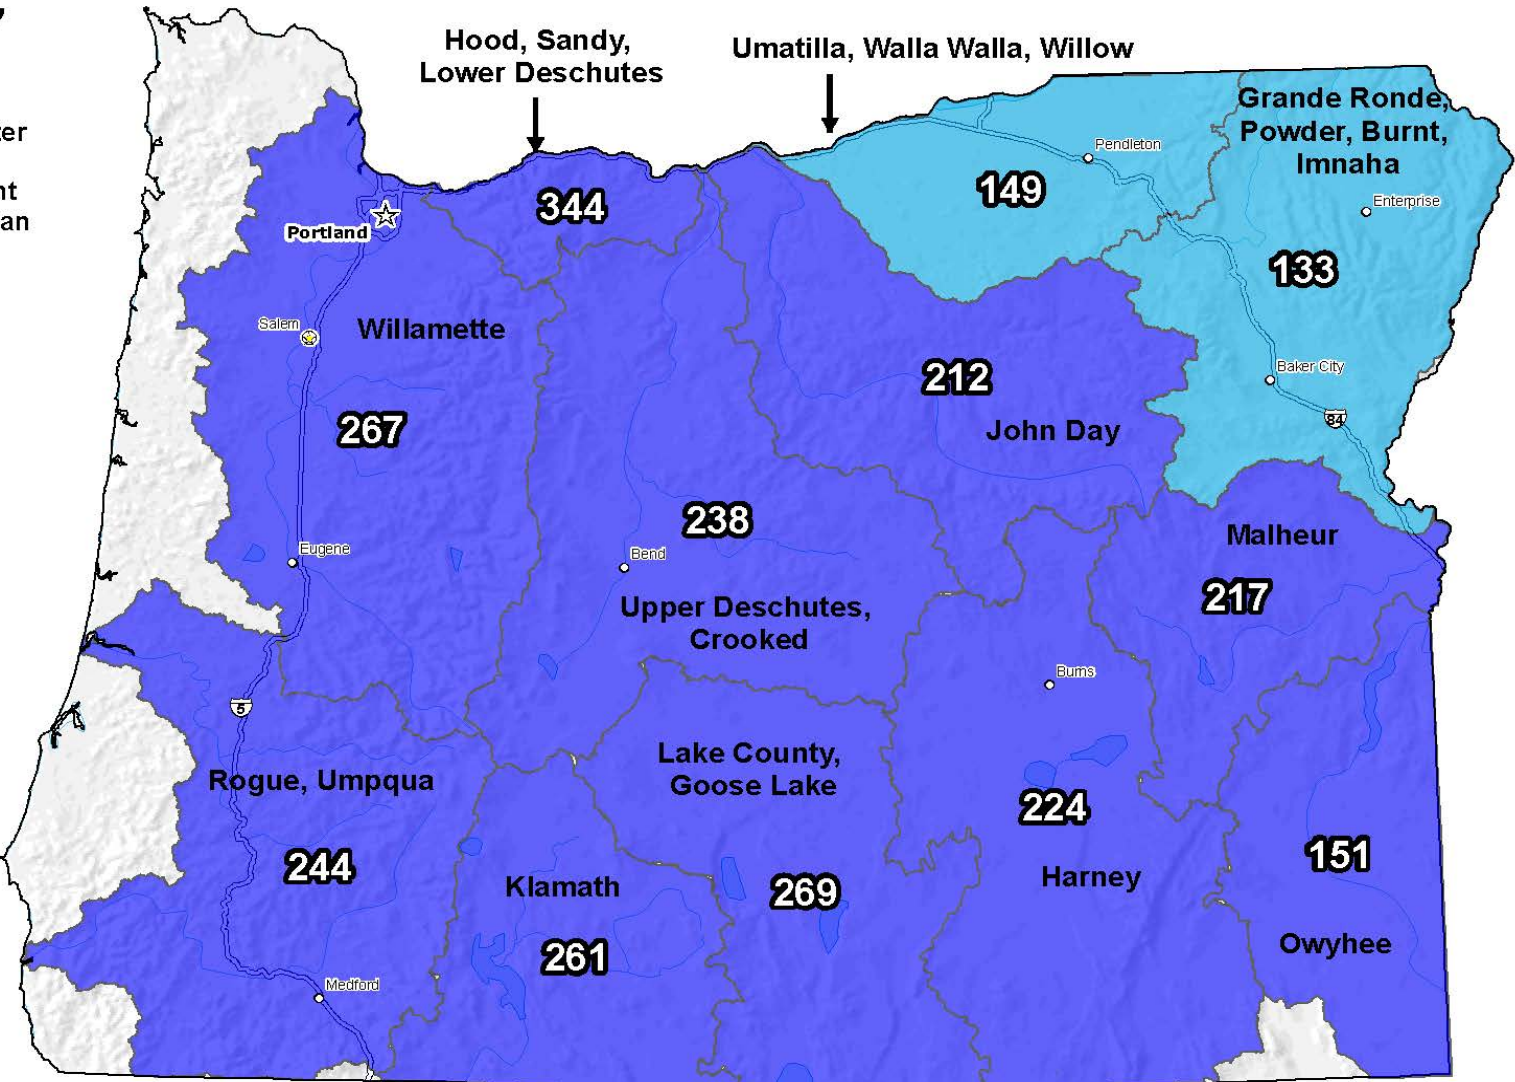 Hood, Sandy,
Lower Deschutes
Umatilla, Walla Walla, Willow
Grande Ronde,
Powder, Burnt,
Imnaha
Pendleton
149
Enterprise
344
Portland
133
Salem
Willamette
212
Baker City
267
John Day
84
238
Malheur
Eugene
Bend
217
Upper Deschutes,
Crooked
Burns
5
Lake County,
Goose Lake
Rogue, Umpqua
224
244
151
Klamath
269
Harney
261
Owyhee
Medford